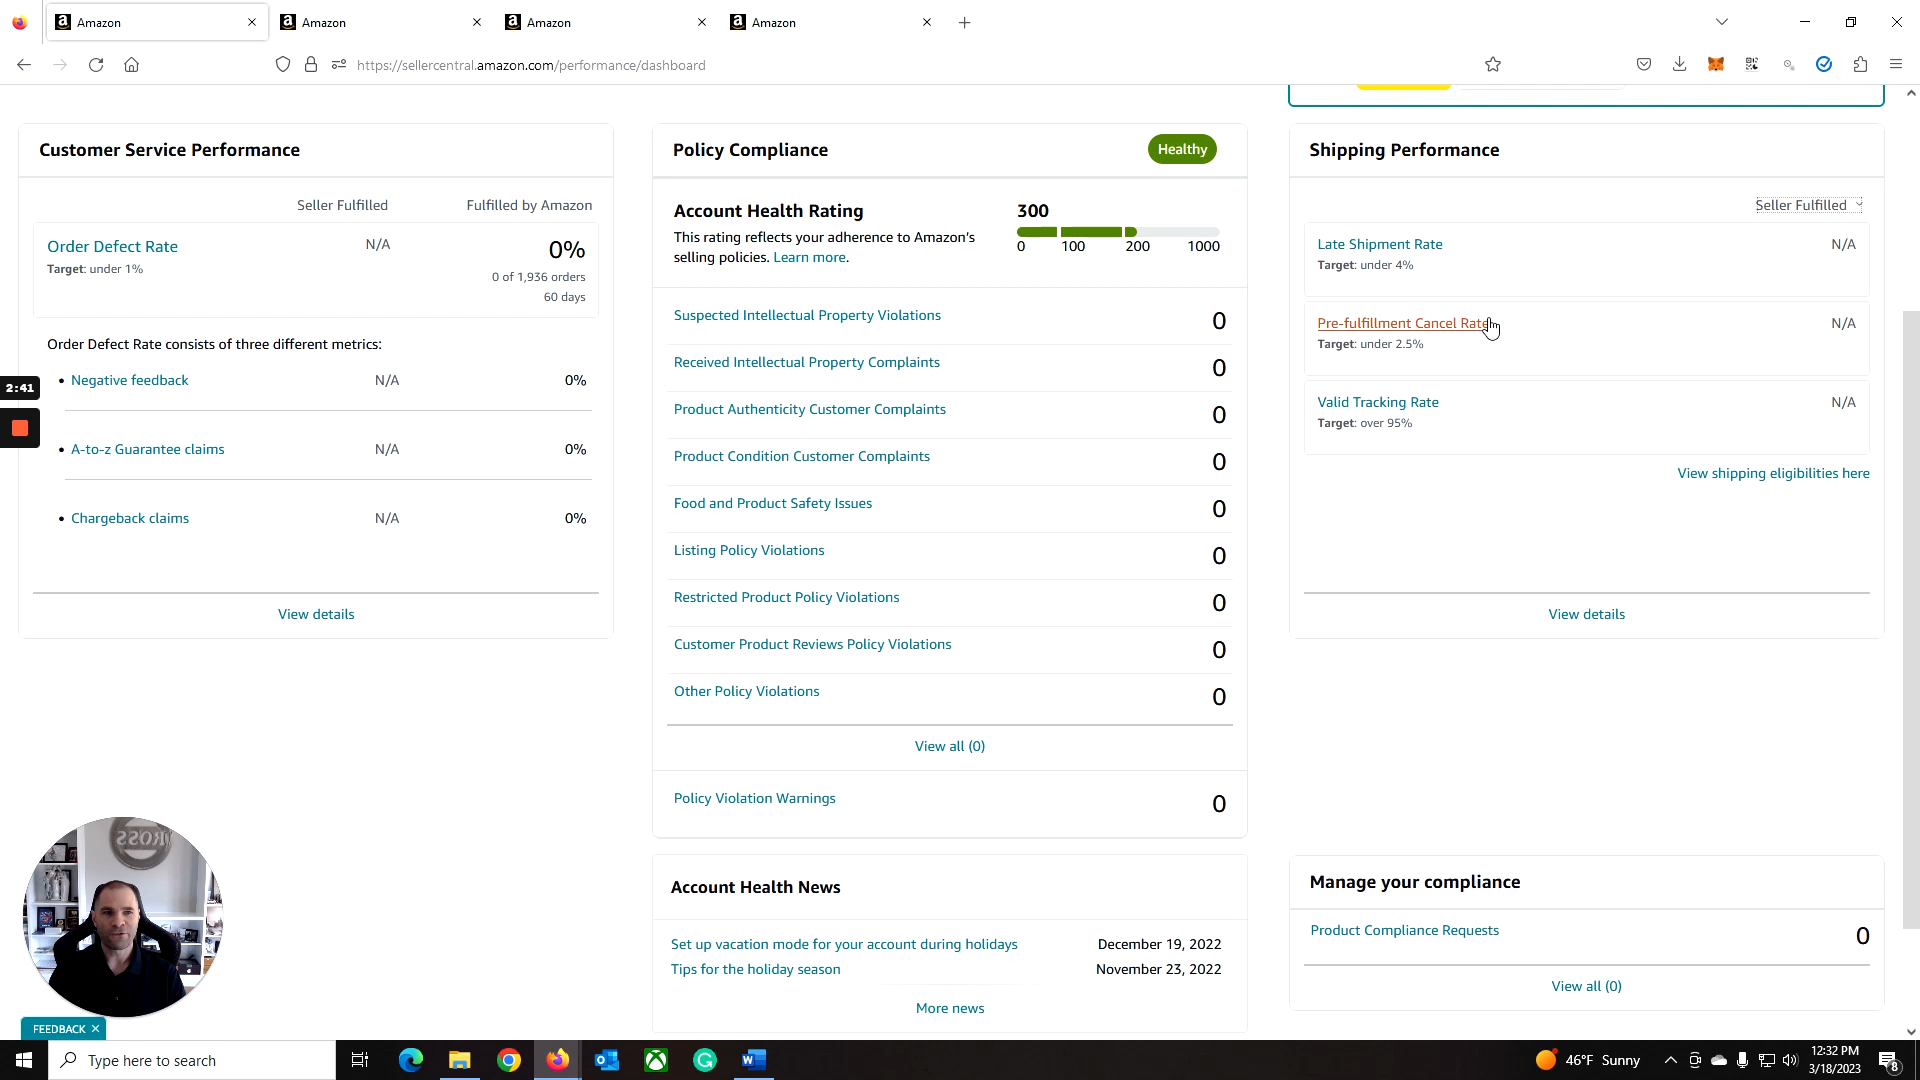 Amazon
Amazon
Amazon
Amazon
https://sellercentral.amazon.com/performance/dashboard
Customer Service Performance
Seller Fulfilled
Fulfilled by Amazon
Order Defect Rate
N/A
0%
Target: under 1%
0 of 1,936 orders
60 days
Order Defect Rate consists of three different metrics:
• Negative feedback
N/A
0%
• A-to-z Guarantee claims
N/A
0%
• Chargeback claims
N/A
0%
View details
2:41
Policy Compliance
Healthy
Account Health Rating
This rating reflects your adherence to Amazon's
selling policies. Learn more.
300
0 100 200 1000
Suspected Intellectual Property Violations 0
Received Intellectual Property Complaints 0
Product Authenticity Customer Complaints 0
Product Condition Customer Complaints 0
Food and Product Safety Issues 0
Listing Policy Violations 0
Restricted Product Policy Violations 0
Customer Product Reviews Policy Violations 0
Other Policy Violations 0
View all (0)
Policy Violation Warnings 0
Account Health News
Set up vacation mode for your account during holidays December 19, 2022
Tips for the holiday season November 23, 2022
More news
Shipping Performance
Seller Fulfilled
Late Shipment Rate N/A
Target: under 4%
Pre-fulfillment Cancel Rate N/A
Target: under 2.5%
Valid Tracking Rate N/A
Target: over 95%
View shipping eligibilities here
View details
Manage your compliance
Product Compliance Requests 0
View all (0)
ROSS
FEEDBACK ×
Type here to search
46°F Sunny
12:32 PM
3/18/2023
8